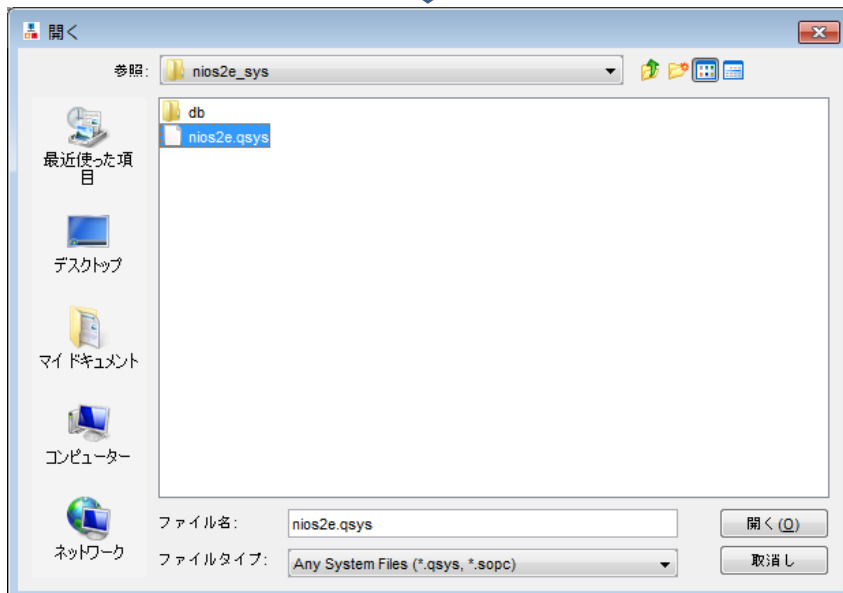 開く
参照:
nios2e_sys
最近使った項
目
デスクトップ
マイ ドキュメント
コンピューター
ネットワーク
db
nios2e.qsys
ファイル名:
nios2e.qsys
開く(O)
ファイルタイプ:
Any System Files (*.qsys, *.sopc)
取消し